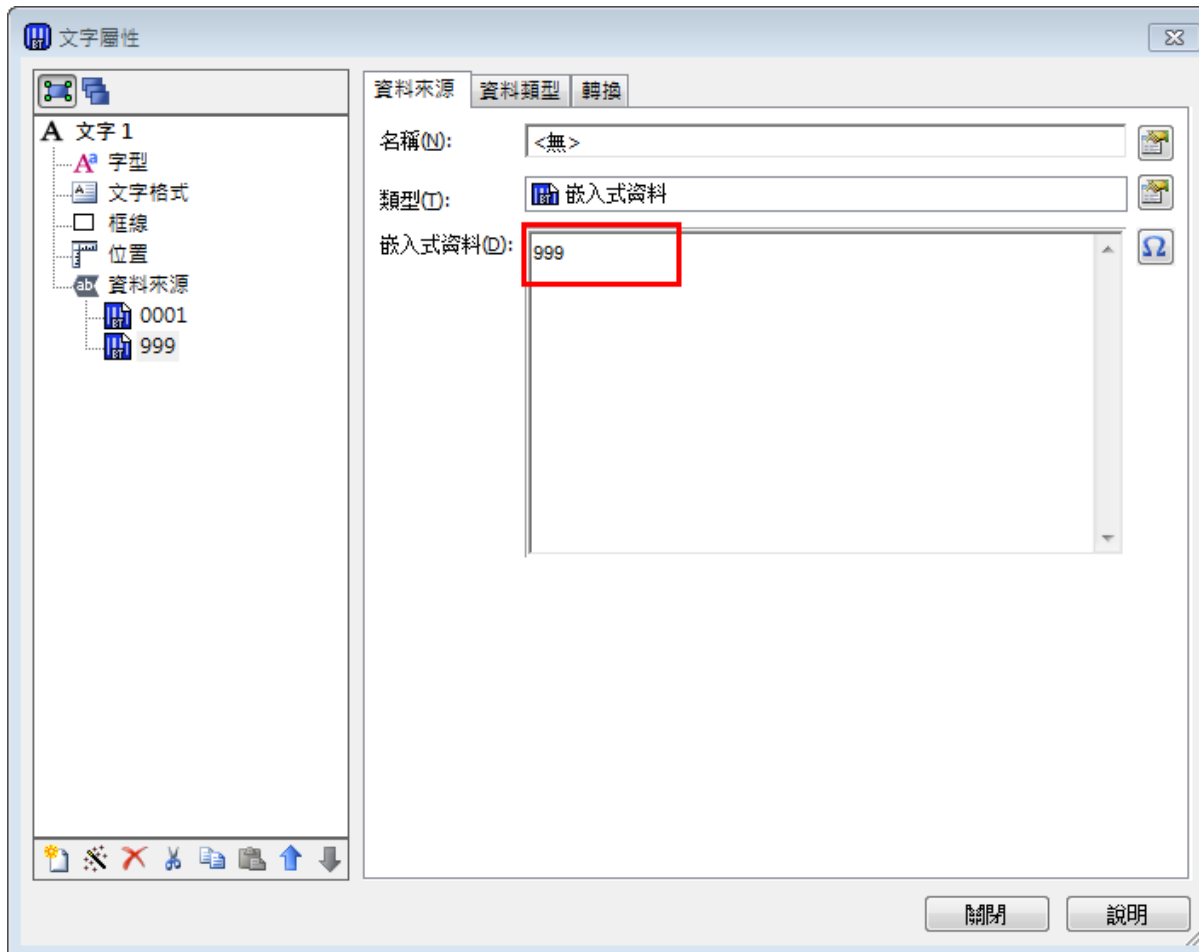 文字屬性
資料來源 資料類型 轉換
A 文字 1
字型
文字格式
框線
位置
資料來源
0001
999
名稱(N): <無>
類型(T): 嵌入式資料
嵌入式資料(D): 999
關閉 說明